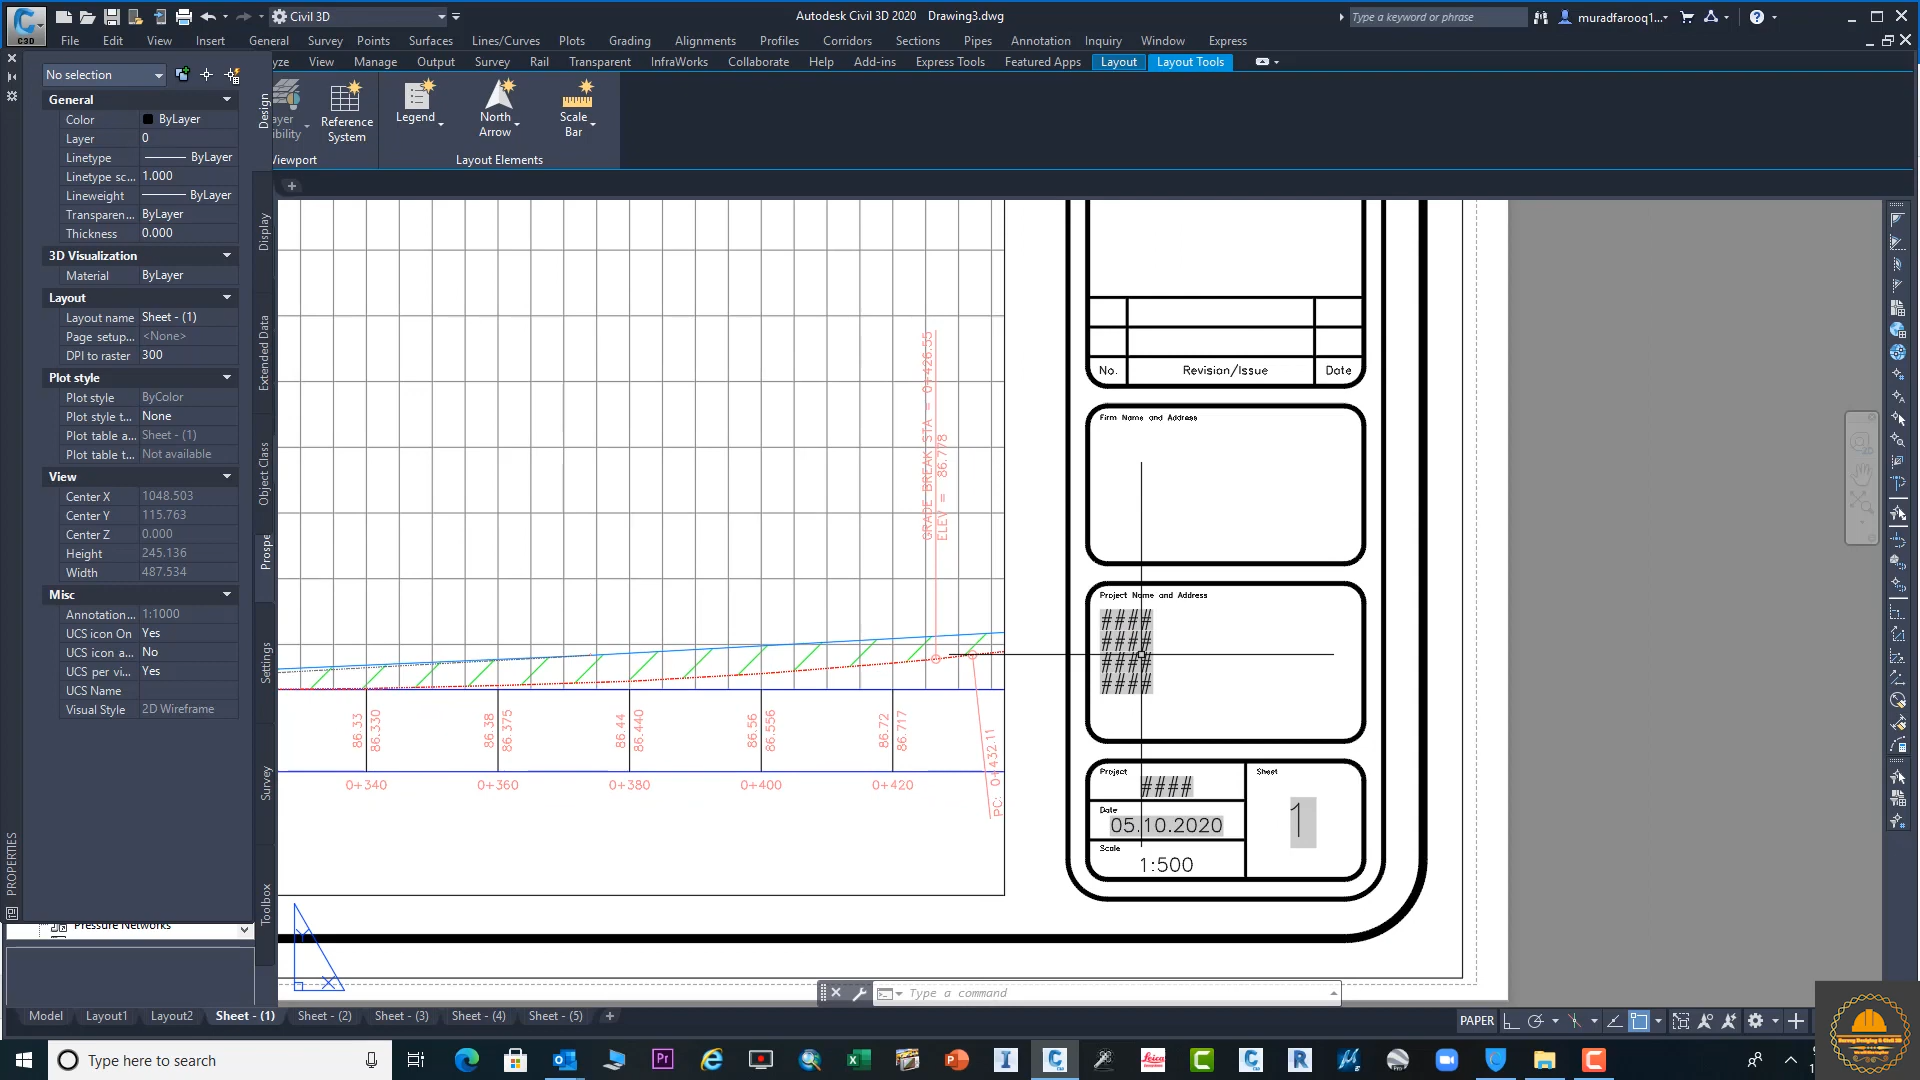 Civil 3D
Autodesk Civil 3D 2020 Drawing3.dwg
Type a keyword or phrase
muradfarooq1...
C3D
File Edit View Insert General Survey Points Surfaces Lines/Curves Plots Grading Alignments Profiles Corridors Sections Pipes Annotation Inquiry Window Express
yze View Manage Output Survey Rail Transparent InfraWorks Collaborate Help Add-ins Express Tools Featured Apps Layout Layout Tools
No selection
ayer
ibility
Reference
System
Legend
North
Arrow
Scale
Bar
Viewport
Layout Elements
General
Color ByLayer
Layer 0
Linetype ByLayer
Linetype sc... 1.000
Lineweight ByLayer
Transparen... ByLayer
Thickness 0.000
3D Visualization
Material ByLayer
Layout
Layout name Sheet - (1)
Page setup... <None>
DPI to raster 300
Plot style
Plot style ByColor
Plot style t... None
Plot table a... Sheet - (1)
Plot table t... Not available
View
Center X 1048.503
Center Y 115.763
Center Z 0.000
Height 245.136
Width 487.534
Misc
Annotation... 1:1000
UCS icon On Yes
UCS icon a... No
UCS per vi... Yes
UCS Name
Visual Style 2D Wireframe
PROPERTIES
Design
Display
Extended Data
Object Class
Prospe
Settings
Survey
Toolbox
Pressure Networks
GRADE BREAK STA = 0+426.55
ELEV = 86.778
86.33 86.330
86.38 86.375
86.44 86.440
86.56 86.556
86.72 86.717
PC: 0+432.11
0+340 0+360 0+380 0+400 0+420
No. Revision/Issue Date
Firm Name and Address
Project Name and Address
####
####
####
####
Project
####
Sheet
1
Date
05.10.2020
Scale
1:500
Y
X
Type a command
Model Layout1 Layout2 Sheet - (1) Sheet - (2) Sheet - (3) Sheet - (4) Sheet - (5)
PAPER
Type here to search